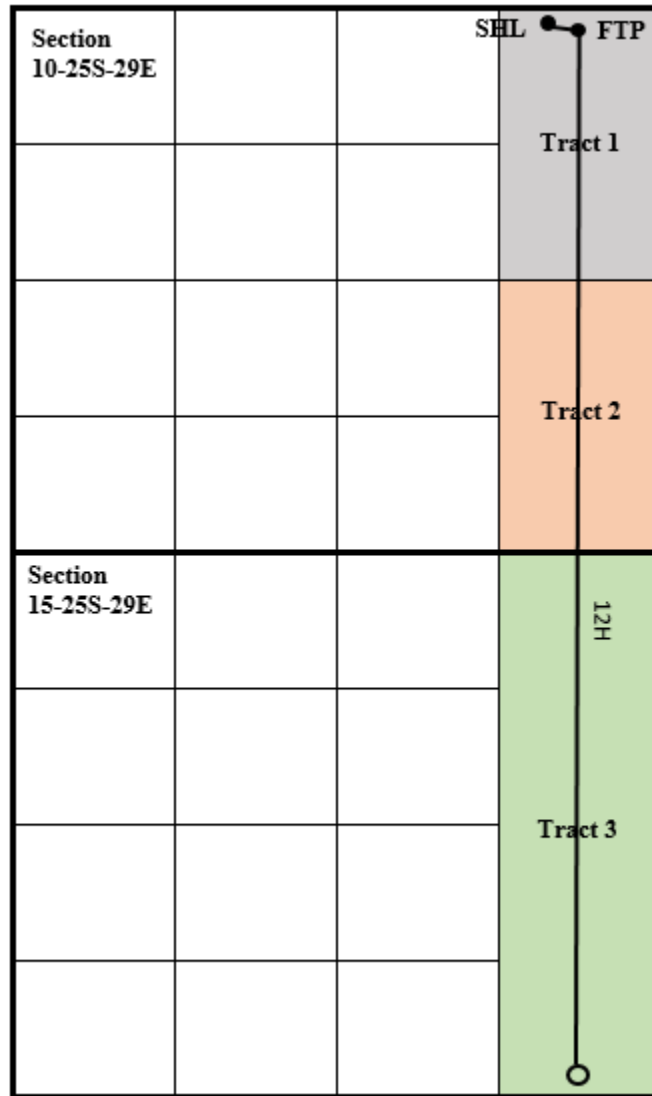 Section
10-25S-29E
SHL
FTP
Tract 1
Tract 2
Section
15-25S-29E
12H
Tract 3